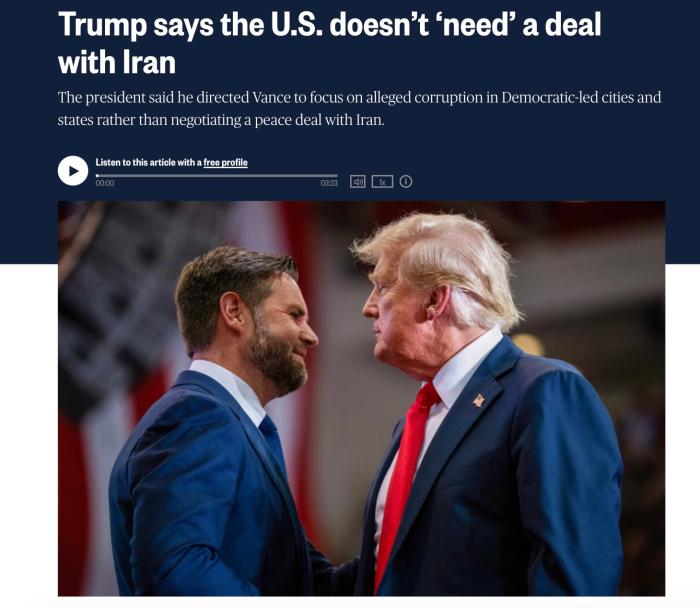 Trump says the U.S. doesn’t ‘need’ a deal
with Iran
The president said he directed Vance to focus on alleged corruption in Democratic-led cities and
states rather than negotiating a peace deal with Iran.
Listen to this article with a free profile
00:00 03:23 1x